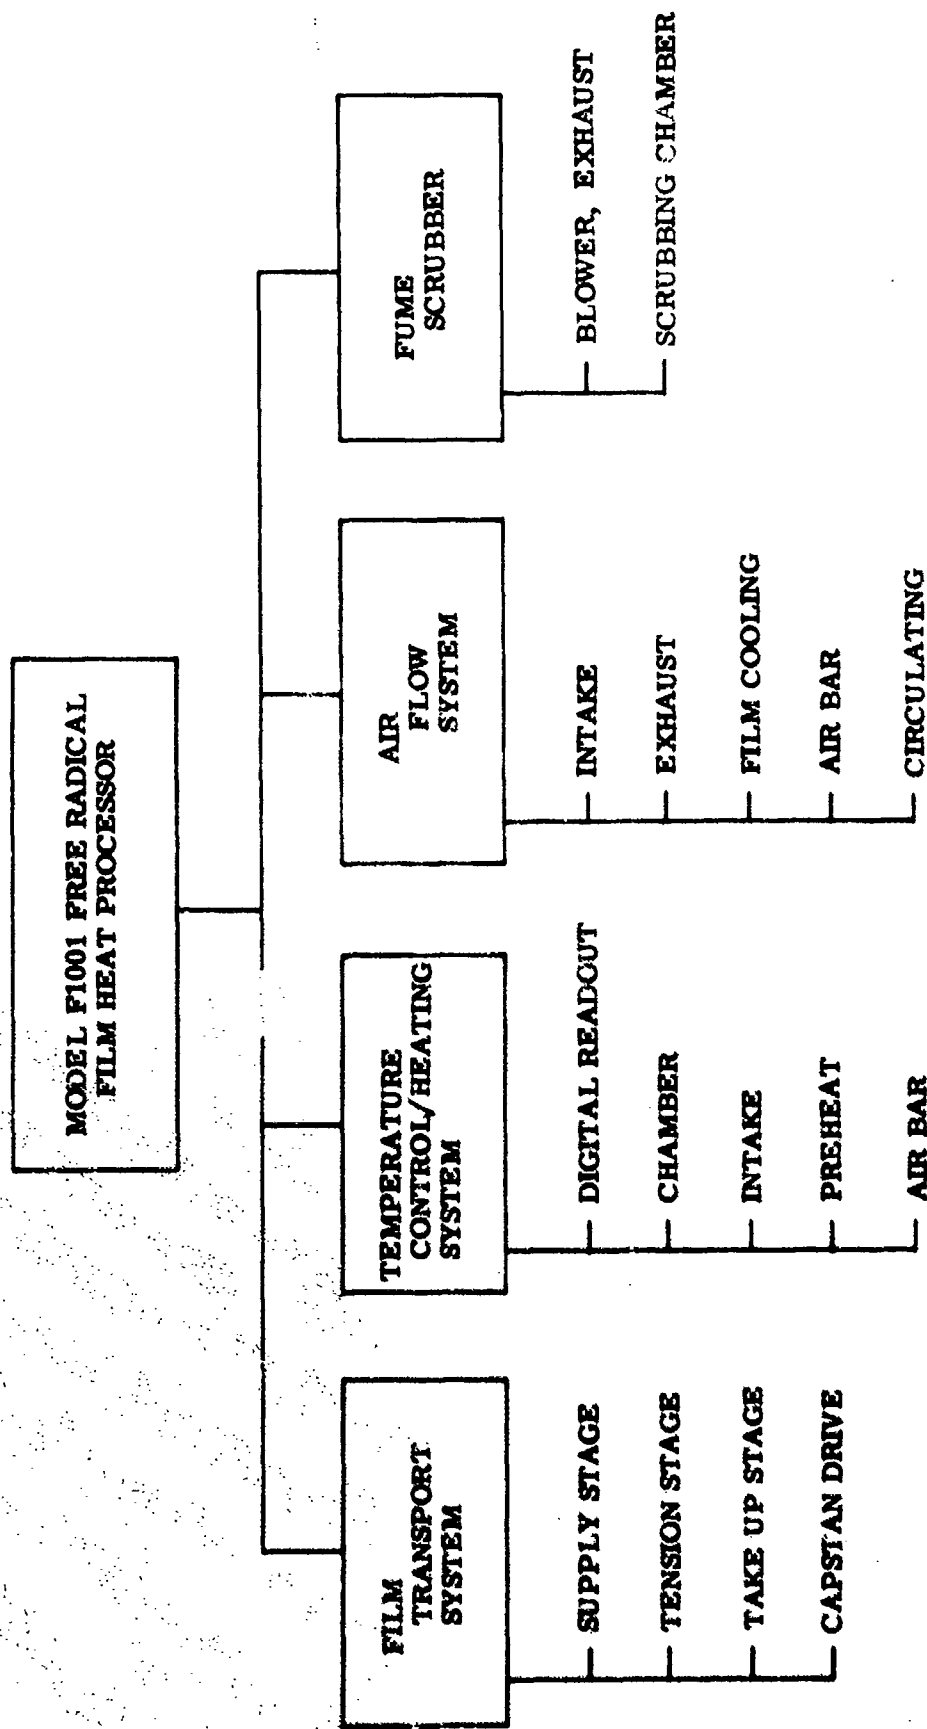 MODEL F1001 FREE RADICAL
FILM HEAT PROCESSOR
FILM
TRANSPORT
SYSTEM
SUPPLY STAGE
TENSION STAGE
TAKE UP STAGE
CAPSTAN DRIVE
TEMPERATURE
CONTROL/HEATING
SYSTEM
DIGITAL READOUT
CHAMBER
INTAKE
PREHEAT
AIR BAR
AIR
FLOW
SYSTEM
INTAKE
EXHAUST
FILM COOLING
AIR BAR
CIRCULATING
FUME
SCRUBBER
BLOWER, EXHAUST
SCRUBBING CHAMBER